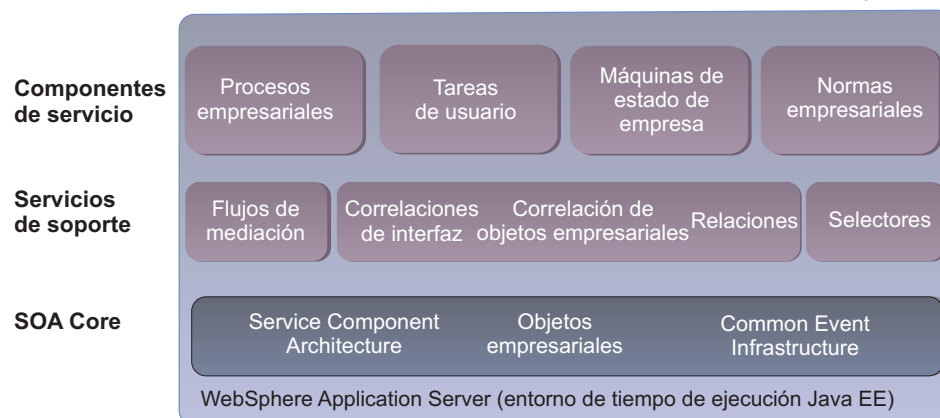 Componentes
de servicio
Procesos
empresariales
Tareas
de usuario
Máquinas de
estado de
empresa
Normas
empresariales
Servicios
de soporte
Flujos de
mediación
Correlaciones
de interfaz
Correlación de
objetos empresariales
Relaciones
Selectores
SOA Core
Service Component
Architecture
Objetos
empresariales
Common Event
Infrastructure
WebSphere Application Server (entorno de tiempo de ejecución Java EE)